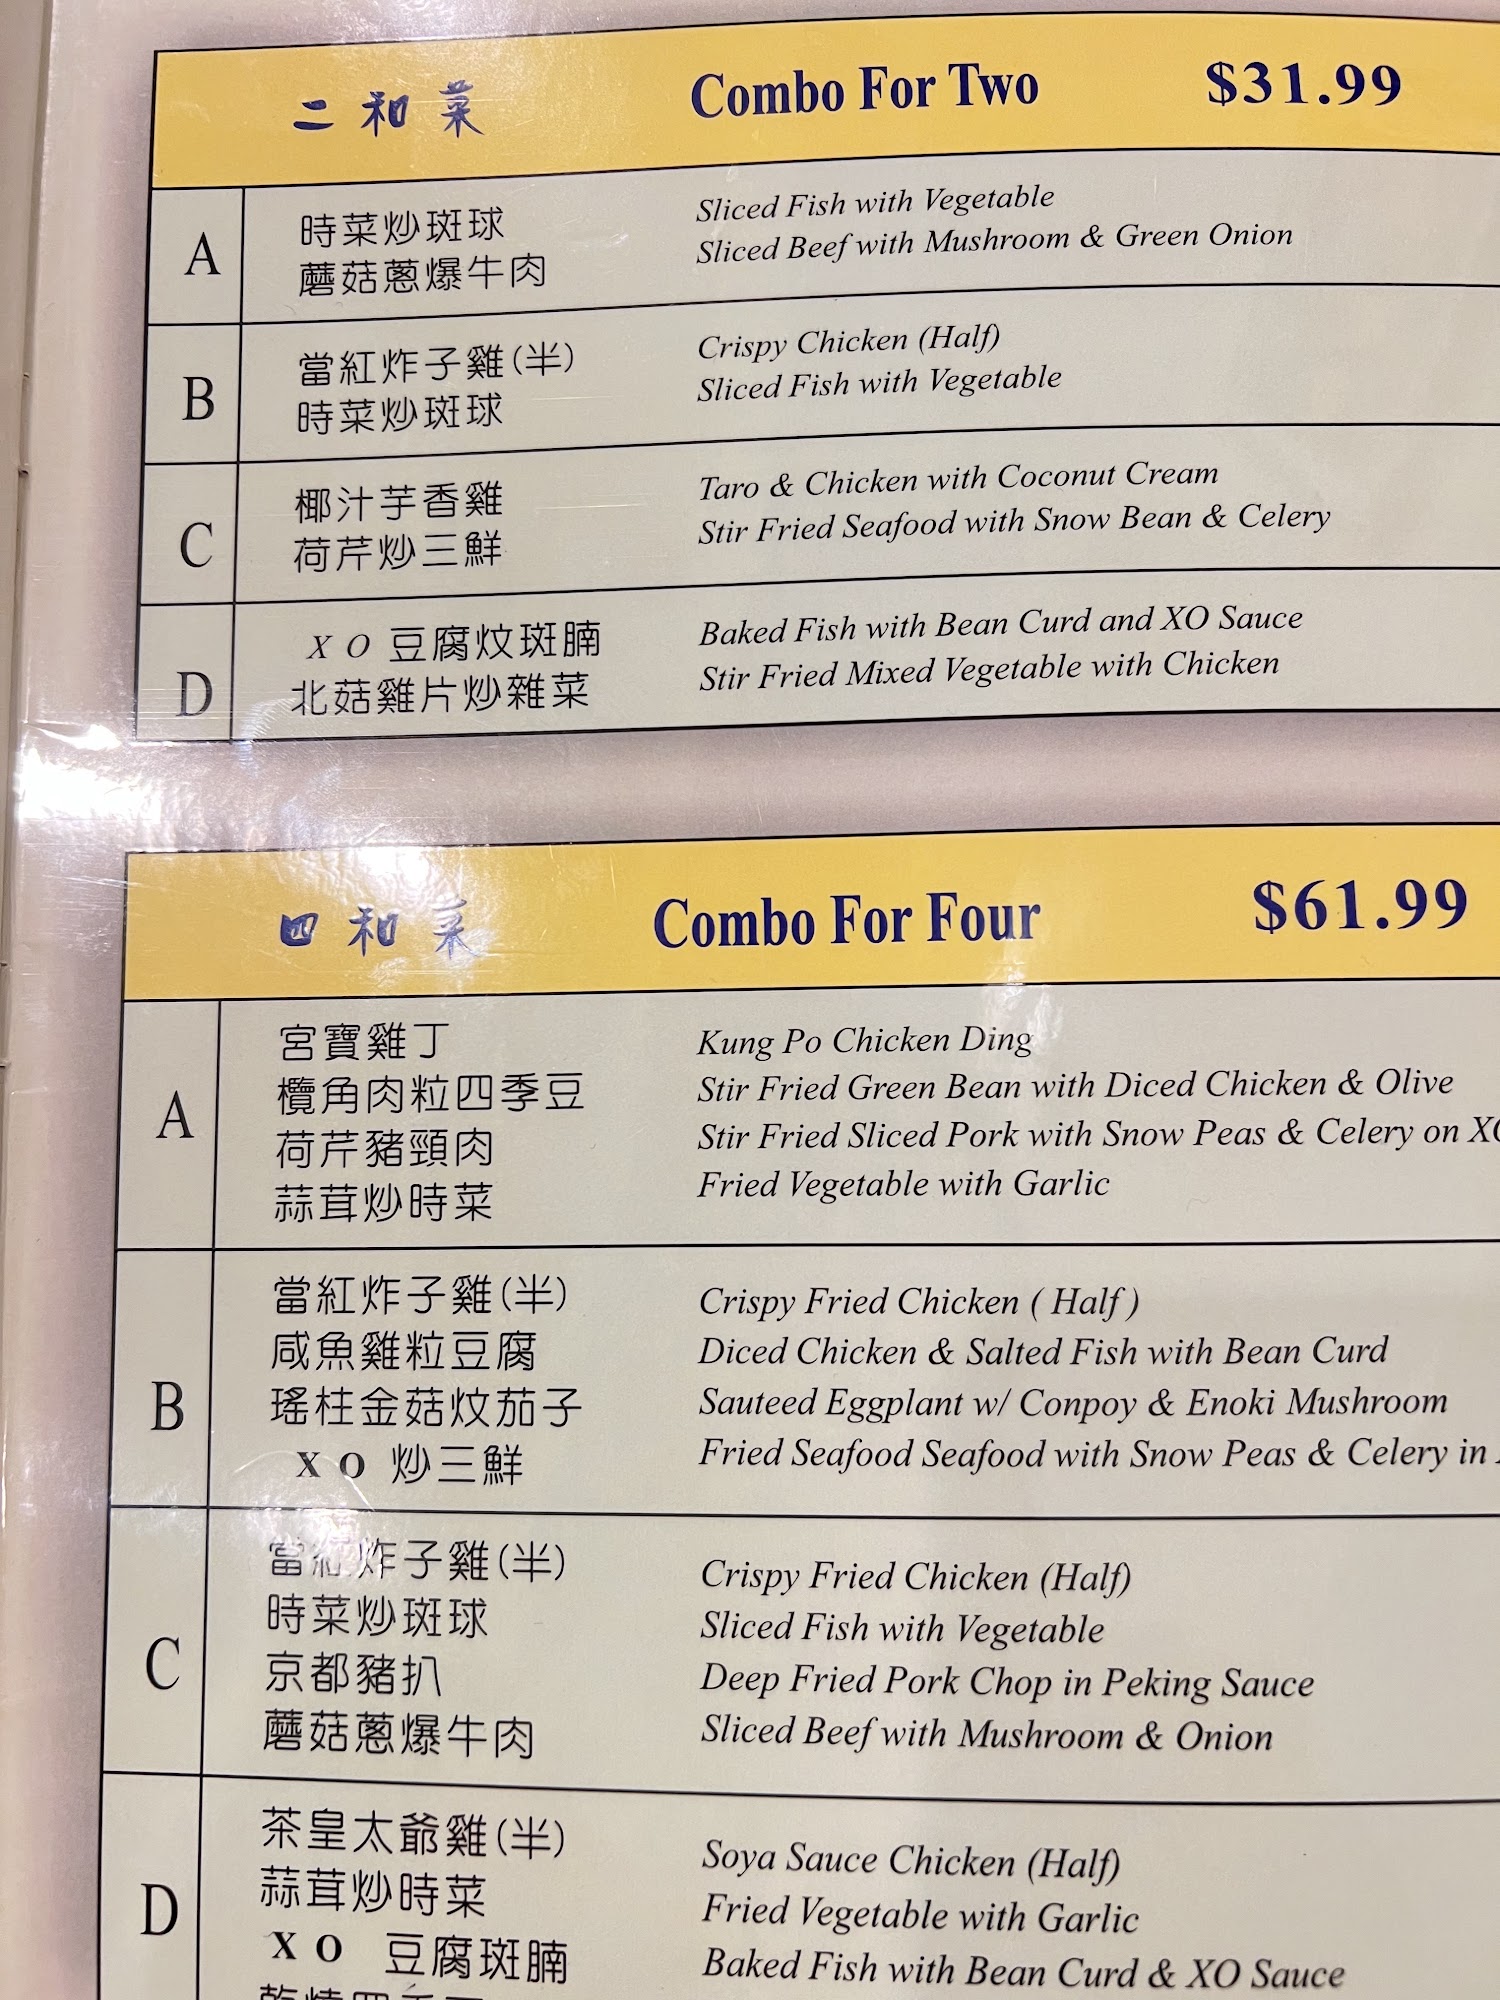 二和菜 Combo For Two $31.99
A
時菜炒斑球 Sliced Fish with Vegetable
蘑菇蔥爆牛肉 Sliced Beef with Mushroom & Green Onion
B
當紅炸子雞(半) Crispy Chicken (Half)
時菜炒斑球 Sliced Fish with Vegetable
C
椰汁芋香雞 Taro & Chicken with Coconut Cream
荷芹炒三鮮 Stir Fried Seafood with Snow Bean & Celery
D
XO豆腐炆斑腩 Baked Fish with Bean Curd and XO Sauce
北菇雞片炒雜菜 Stir Fried Mixed Vegetable with Chicken
四和菜 Combo For Four $61.99
A
宮寶雞丁 Kung Po Chicken Ding
欖角肉粒四季豆 Stir Fried Green Bean with Diced Chicken & Olive
荷芹豬頸肉 Stir Fried Sliced Pork with Snow Peas & Celery on
蒜茸炒時菜 Fried Vegetable with Garlic
B
當紅炸子雞(半) Crispy Fried Chicken ( Half )
咸魚雞粒豆腐 Diced Chicken & Salted Fish with Bean Curd
瑤柱金菇炆茄子 Sauteed Eggplant w/ Conpoy & Enoki Mushroom
XO 炒三鮮 Fried Seafood Seafood with Snow Peas & Celery in
C
當紅炸子雞(半) Crispy Fried Chicken (Half)
時菜炒斑球 Sliced Fish with Vegetable
京都豬扒 Deep Fried Pork Chop in Peking Sauce
蘑菇蔥爆牛肉 Sliced Beef with Mushroom & Onion
D
茶皇太爺雞(半) Soya Sauce Chicken (Half)
蒜茸炒時菜 Fried Vegetable with Garlic
XO 豆腐斑腩 Baked Fish with Bean Curd & XO Sauce